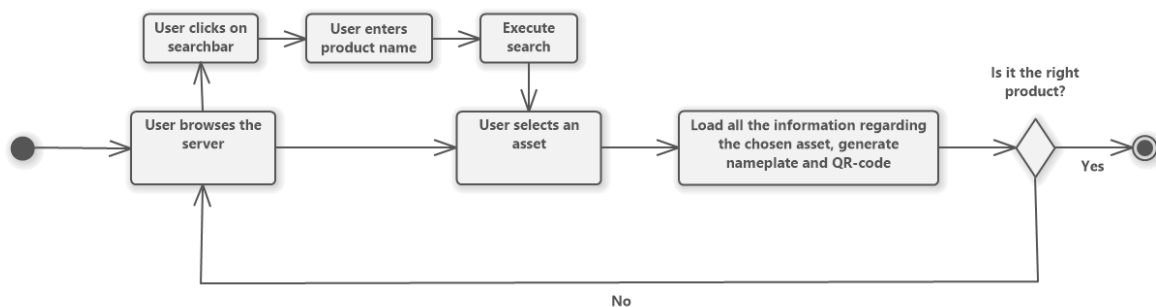 User clicks on
searchbar
User enters
product name
Execute
search
Is it the right
product?
User browses the
server
User selects an
asset
Load all the information regarding
the chosen asset, generate
nameplate and QR-code
Yes
No